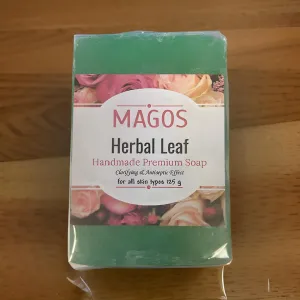 MAGOS
Herbal Leaf
Handmade Premium Soap
Clarifying & Antiseptic Effect
for all skin types 125 g